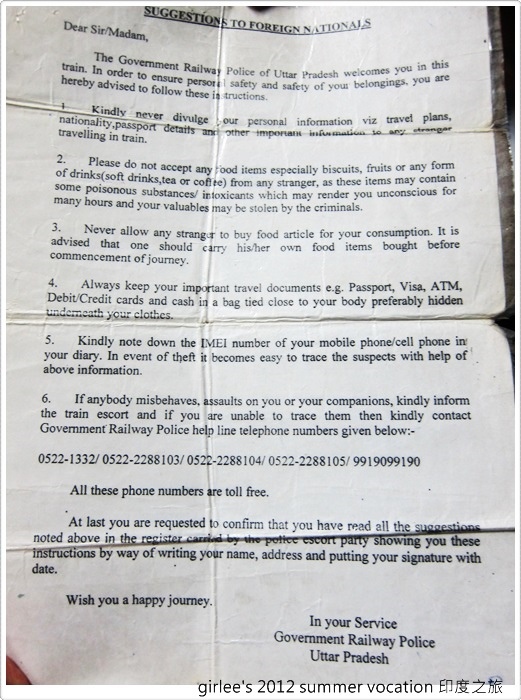 SUGGESTIONS TO FOREIGN NATIONALS
Dear Sir/Madam,
The Government Railway Police of Uttar Pradesh welcomes you in this
train. In order to ensure personal safety and safety of your belongings, you are
hereby advised to follow these instructions.
1. Kindly never divulge your personal information viz travel plans,
nationality,passport details and other important information to any stranger
travelling in train.
2. Please do not accept any food items especially biscuits, fruits or any form
of drinks(soft drinks,tea or coffee) from any stranger, as these items may contain
some poisonous substances/ intoxicants which may render you unconscious for
many hours and your valuables may be stolen by the criminals.
3. Never allow any stranger to buy food article for your consumption. It is
advised that one should carry his/her own food items bought before
commencement of journey.
4. Always keep your important travel documents e.g. Passport, Visa, ATM,
Debit/Credit cards and cash in a bag tied close to your body preferably hidden
underneath your clothes.
5. Kindly note down the IMEI number of your mobile phone/cell phone in
your diary. In event of theft it becomes easy to trace the suspects with help of
above information.
6. If anybody misbehaves, assaults on you or your companions, kindly inform
the train escort and if you are unable to trace them then kindly contact
Government Railway Police help line telephone numbers given below:-
0522-1332/ 0522-2288103/ 0522-2288104/ 0522-2288105/ 9919099190
All these phone numbers are toll free.
At last you are requested to confirm that you have read all the suggestions
noted above in the register carried by the police escort party showing you these
instructions by way of writing your name, address and putting your signature with
date.
Wish you a happy journey.
In your Service
Government Railway Police
Uttar Pradesh
girlee's 2012 summer vocation 印度之旅